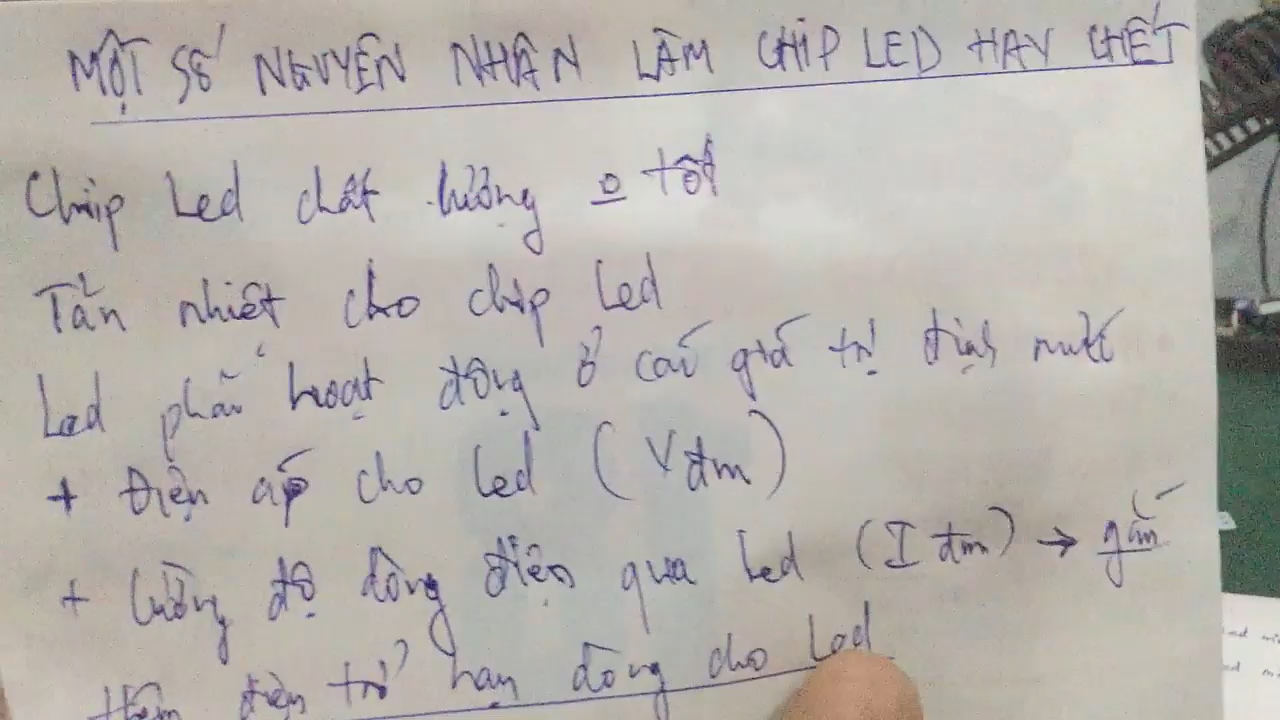 MỘT SỐ NGUYÊN NHÂN LÀM CHIP LED HAY CHẾT
Chip Led chất lượng o tốt
Tản nhiệt cho chip Led
Led phải hoạt động ở các giá trị định mức
+ Điện áp cho led (Vđm)
+ Cường độ dòng điện qua led (I đm) → gắn
thêm điện trở hạn dòng cho Led